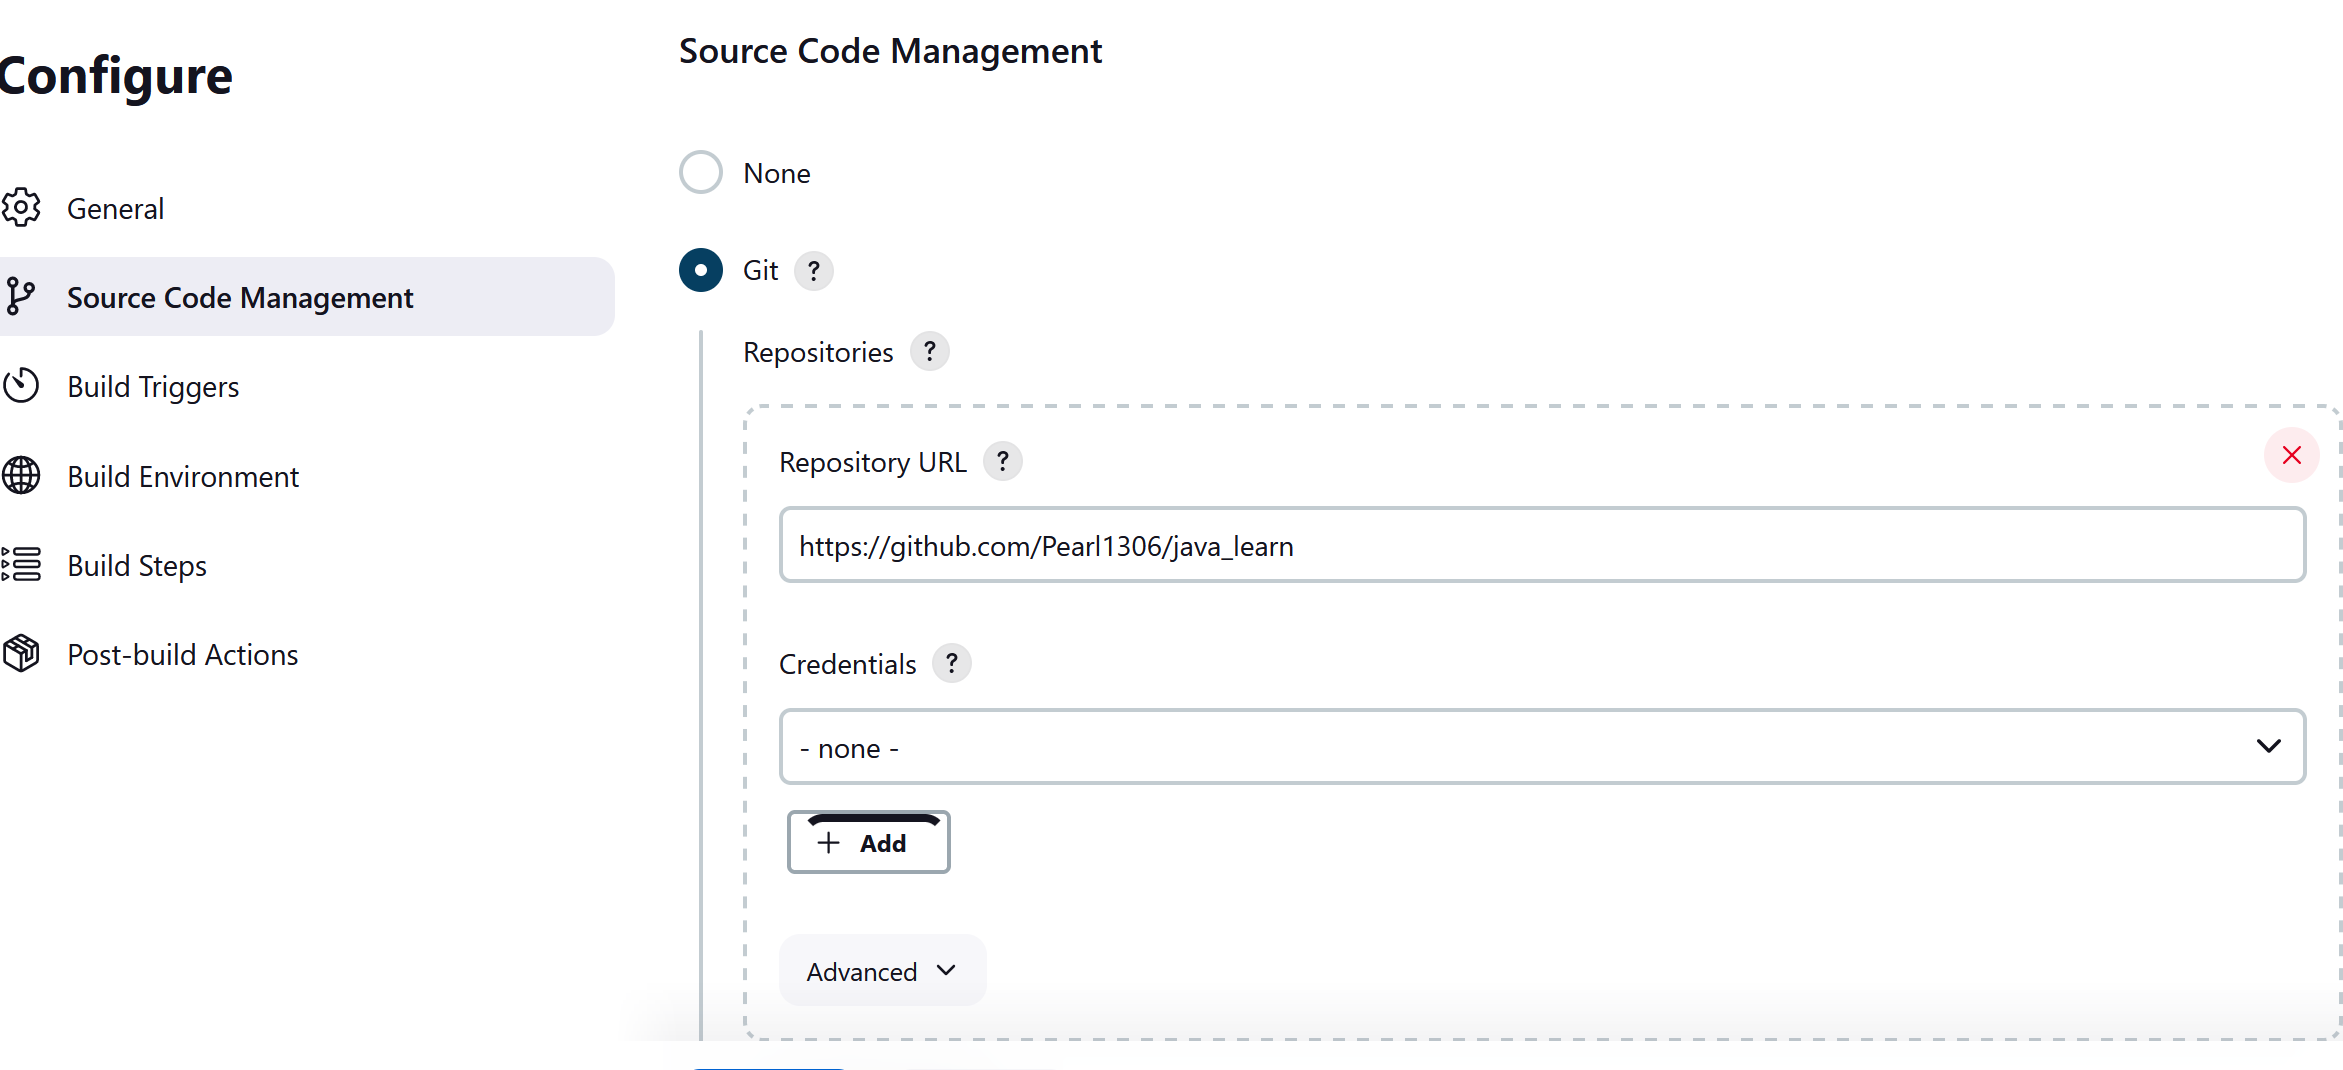 Configure
General
Source Code Management
Build Triggers
Build Environment
Build Steps
Post-build Actions
Source Code Management
None
Git ?
Repositories ?
Repository URL ?
https://github.com/Pearl1306/java_learn
Credentials ?
- none -
+ Add
Advanced